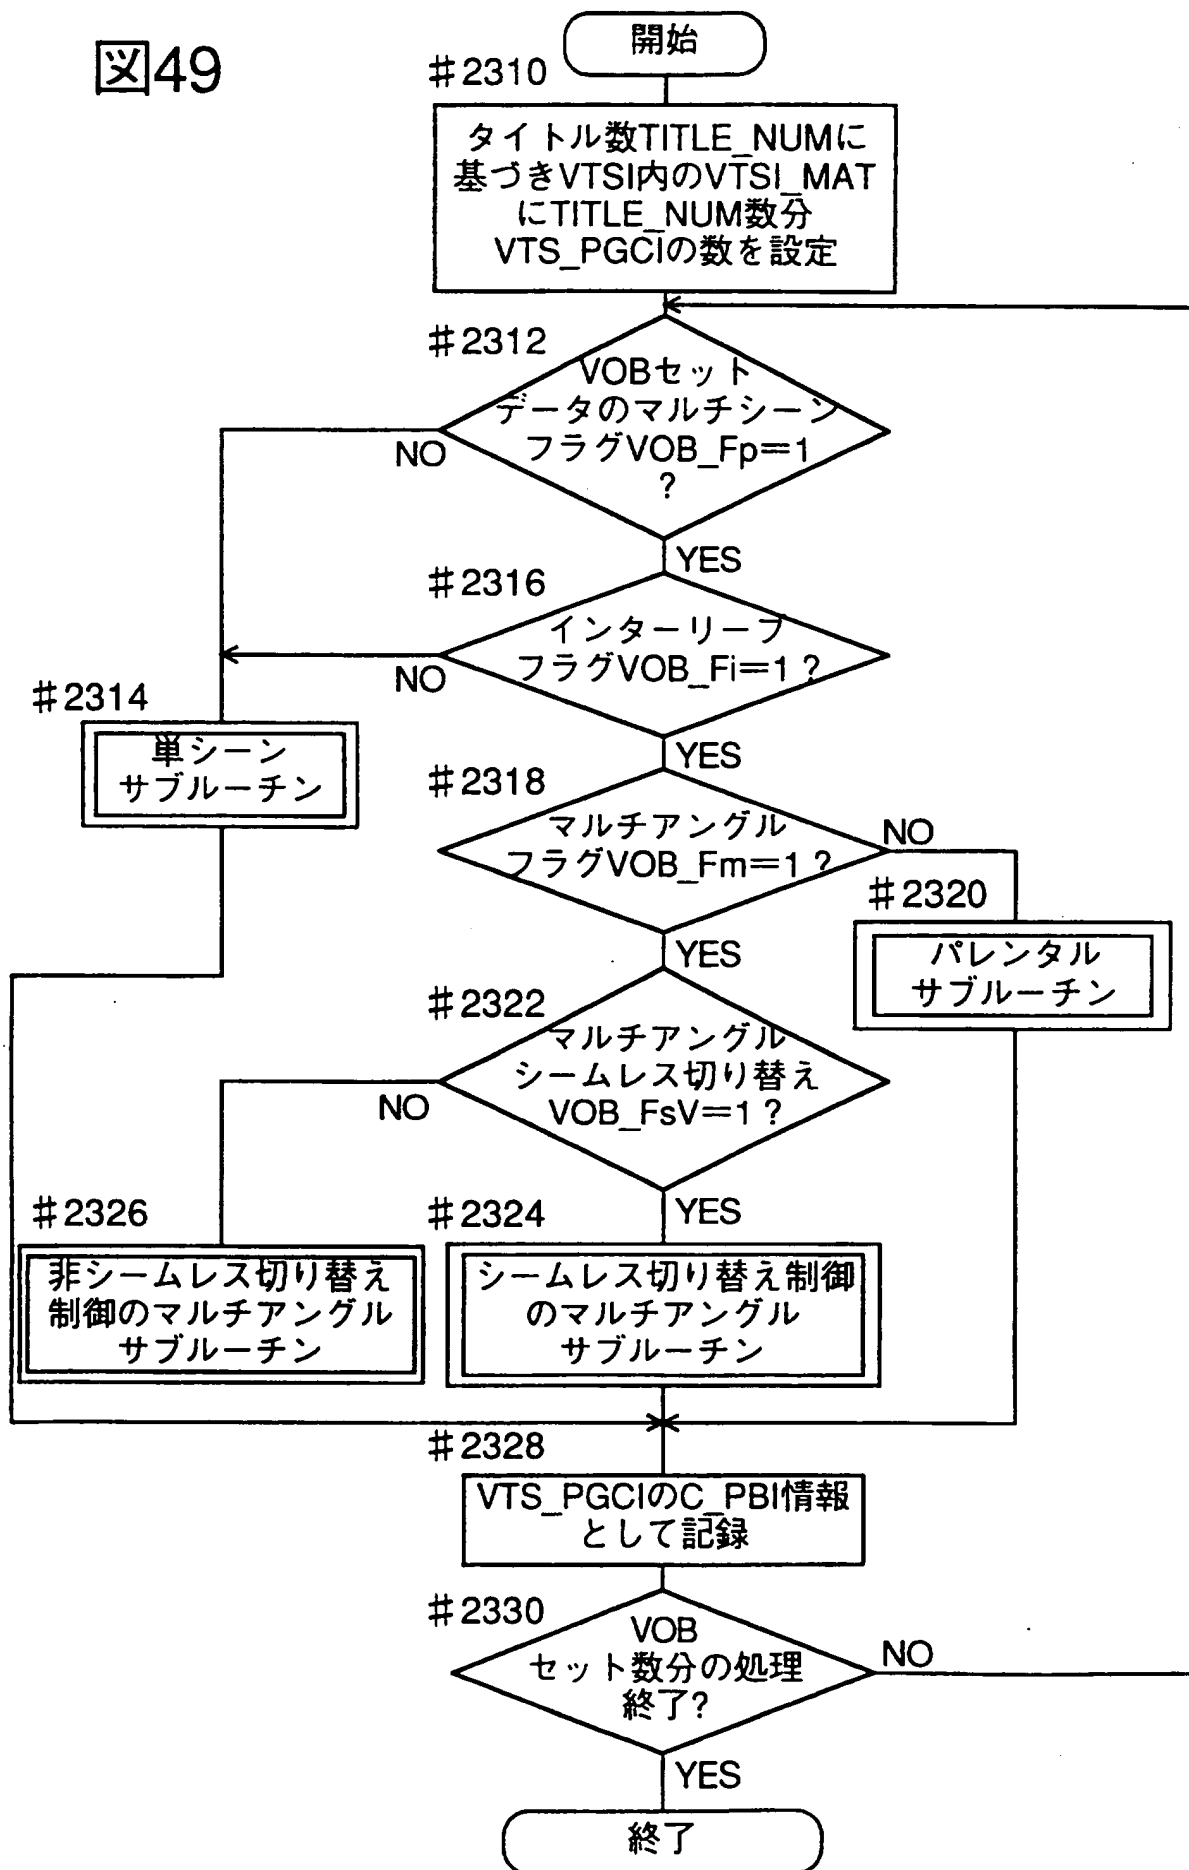 図49
開始
#2310
タイトル数TITLE_NUMに
基づきVTSI内のVTSI_MAT
にTITLE_NUM数分
VTS_PGCIの数を設定
#2312
VOBセット
データのマルチシーン
フラグVOB_Fp=1
?
NO
YES
#2316
インターリーブ
フラグVOB_Fi=1?
NO
YES
#2314
単シーン
サブルーチン
#2318
マルチアングル
フラグVOB_Fm=1?
NO
YES
#2320
パレンタル
サブルーチン
#2322
マルチアングル
シームレス切り替え
VOB_FsV=1?
NO
YES
#2326
非シームレス切り替え
制御のマルチアングル
サブルーチン
#2324
シームレス切り替え制御
のマルチアングル
サブルーチン
#2328
VTS_PGCIのC_PBI情報
として記録
#2330
VOB
セット数分の処理
終了?
NO
YES
終了